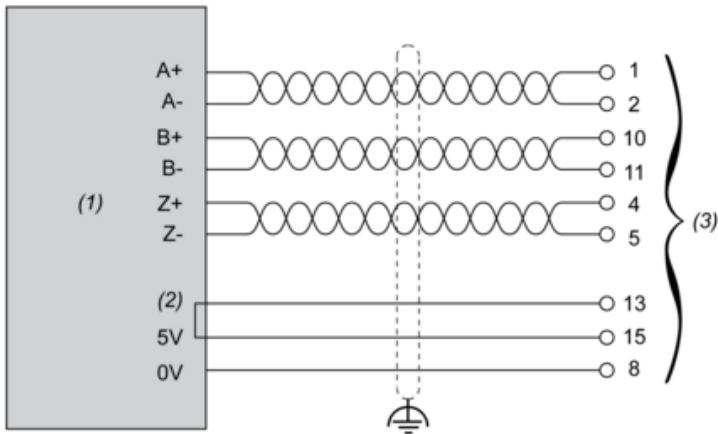 A+ 1
A- 2
B+ 10
B- 11
(1) Z+ 4
(3)
Z- 5
(2) 13
5V 15
0V 8